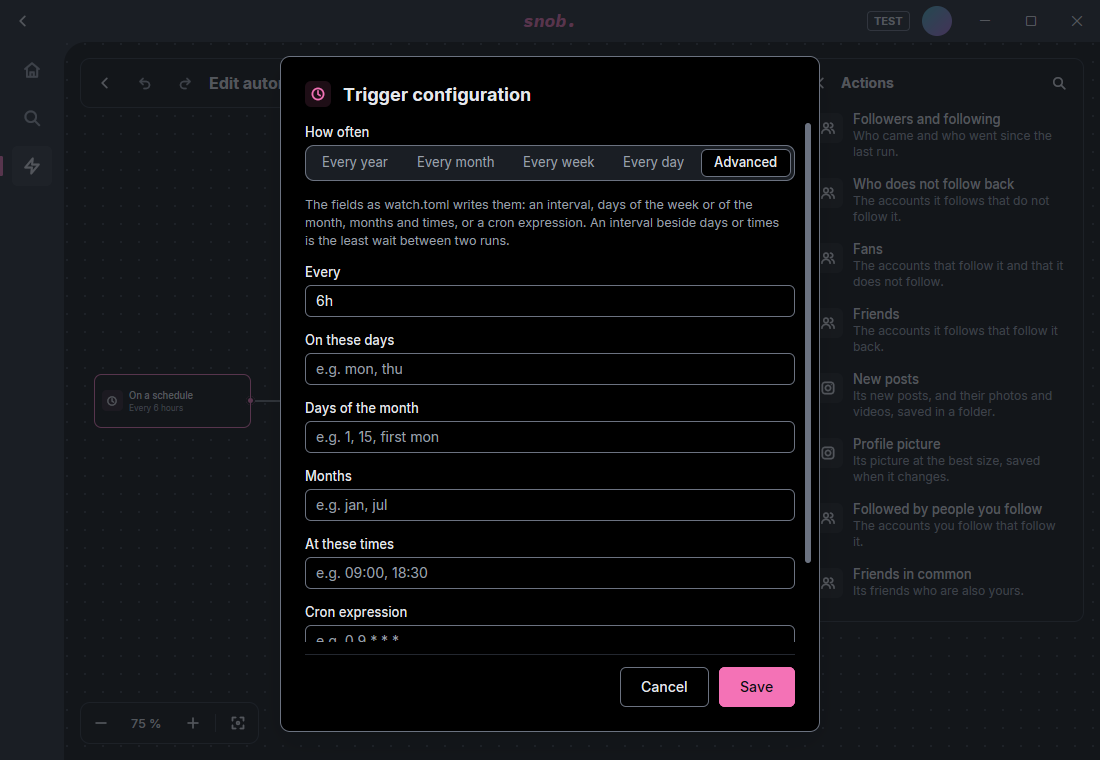 snob.
TEST
Edit autor
Actions
Trigger configuration
How often
Every year
Every month
Every week
Every day
Advanced
The fields as watch.toml writes them: an interval, days of the week or of the
month, months and times, or a cron expression. An interval beside days or times
is the least wait between two runs.
Every
6h
On these days
e.g. mon, thu
Days of the month
e.g. 1, 15, first mon
Months
e.g. jan, jul
At these times
e.g. 09:00, 18:30
Cron expression
e.g. 0 9 * * *
Cancel
Save
On a schedule
Every 6 hours
75 %
Followers and following
Who came and who went since the
last run.
Who does not follow back
The accounts it follows that do not
follow it.
Fans
The accounts that follow it and that it
does not follow.
Friends
The accounts it follows that follow it
back.
New posts
Its new posts, and their photos and
videos, saved in a folder.
Profile picture
Its picture at the best size, saved
when it changes.
Followed by people you follow
The accounts you follow that follow
it.
Friends in common
Its friends who are also yours.